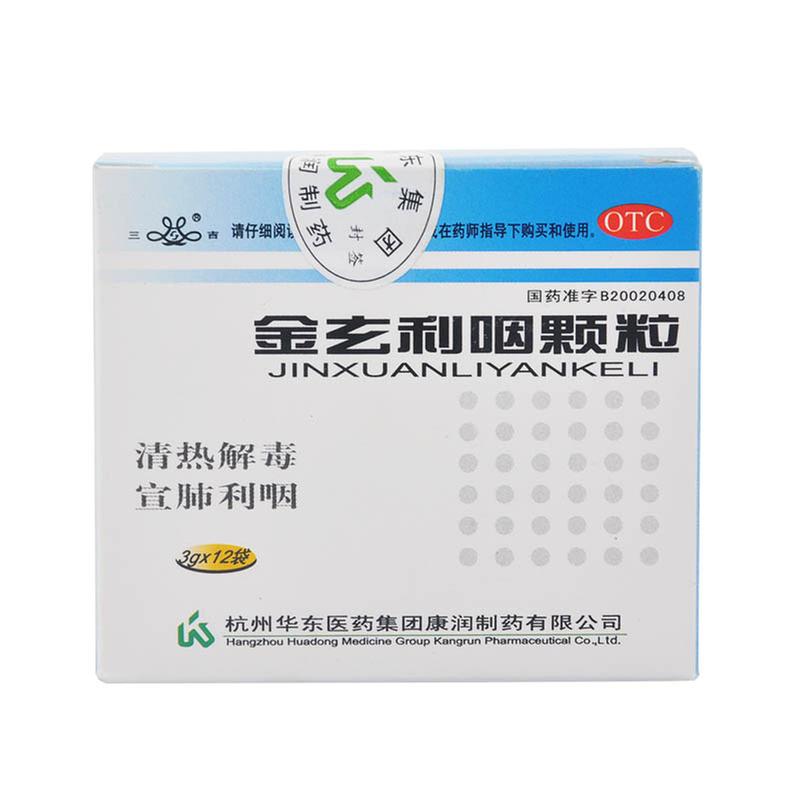 东集团
润制药
封签
三吉®
请仔细阅读
在药师指导下购买和使用。
OTC
国药准字B20020408
金玄利咽颗粒
JINXUANLIYANKELI
清热解毒
宣肺利咽
3gx12袋
杭州华东医药集团康润制药有限公司
Hangzhou Huadong Medicine Group Kangrun Pharmaceutical Co.,Ltd.